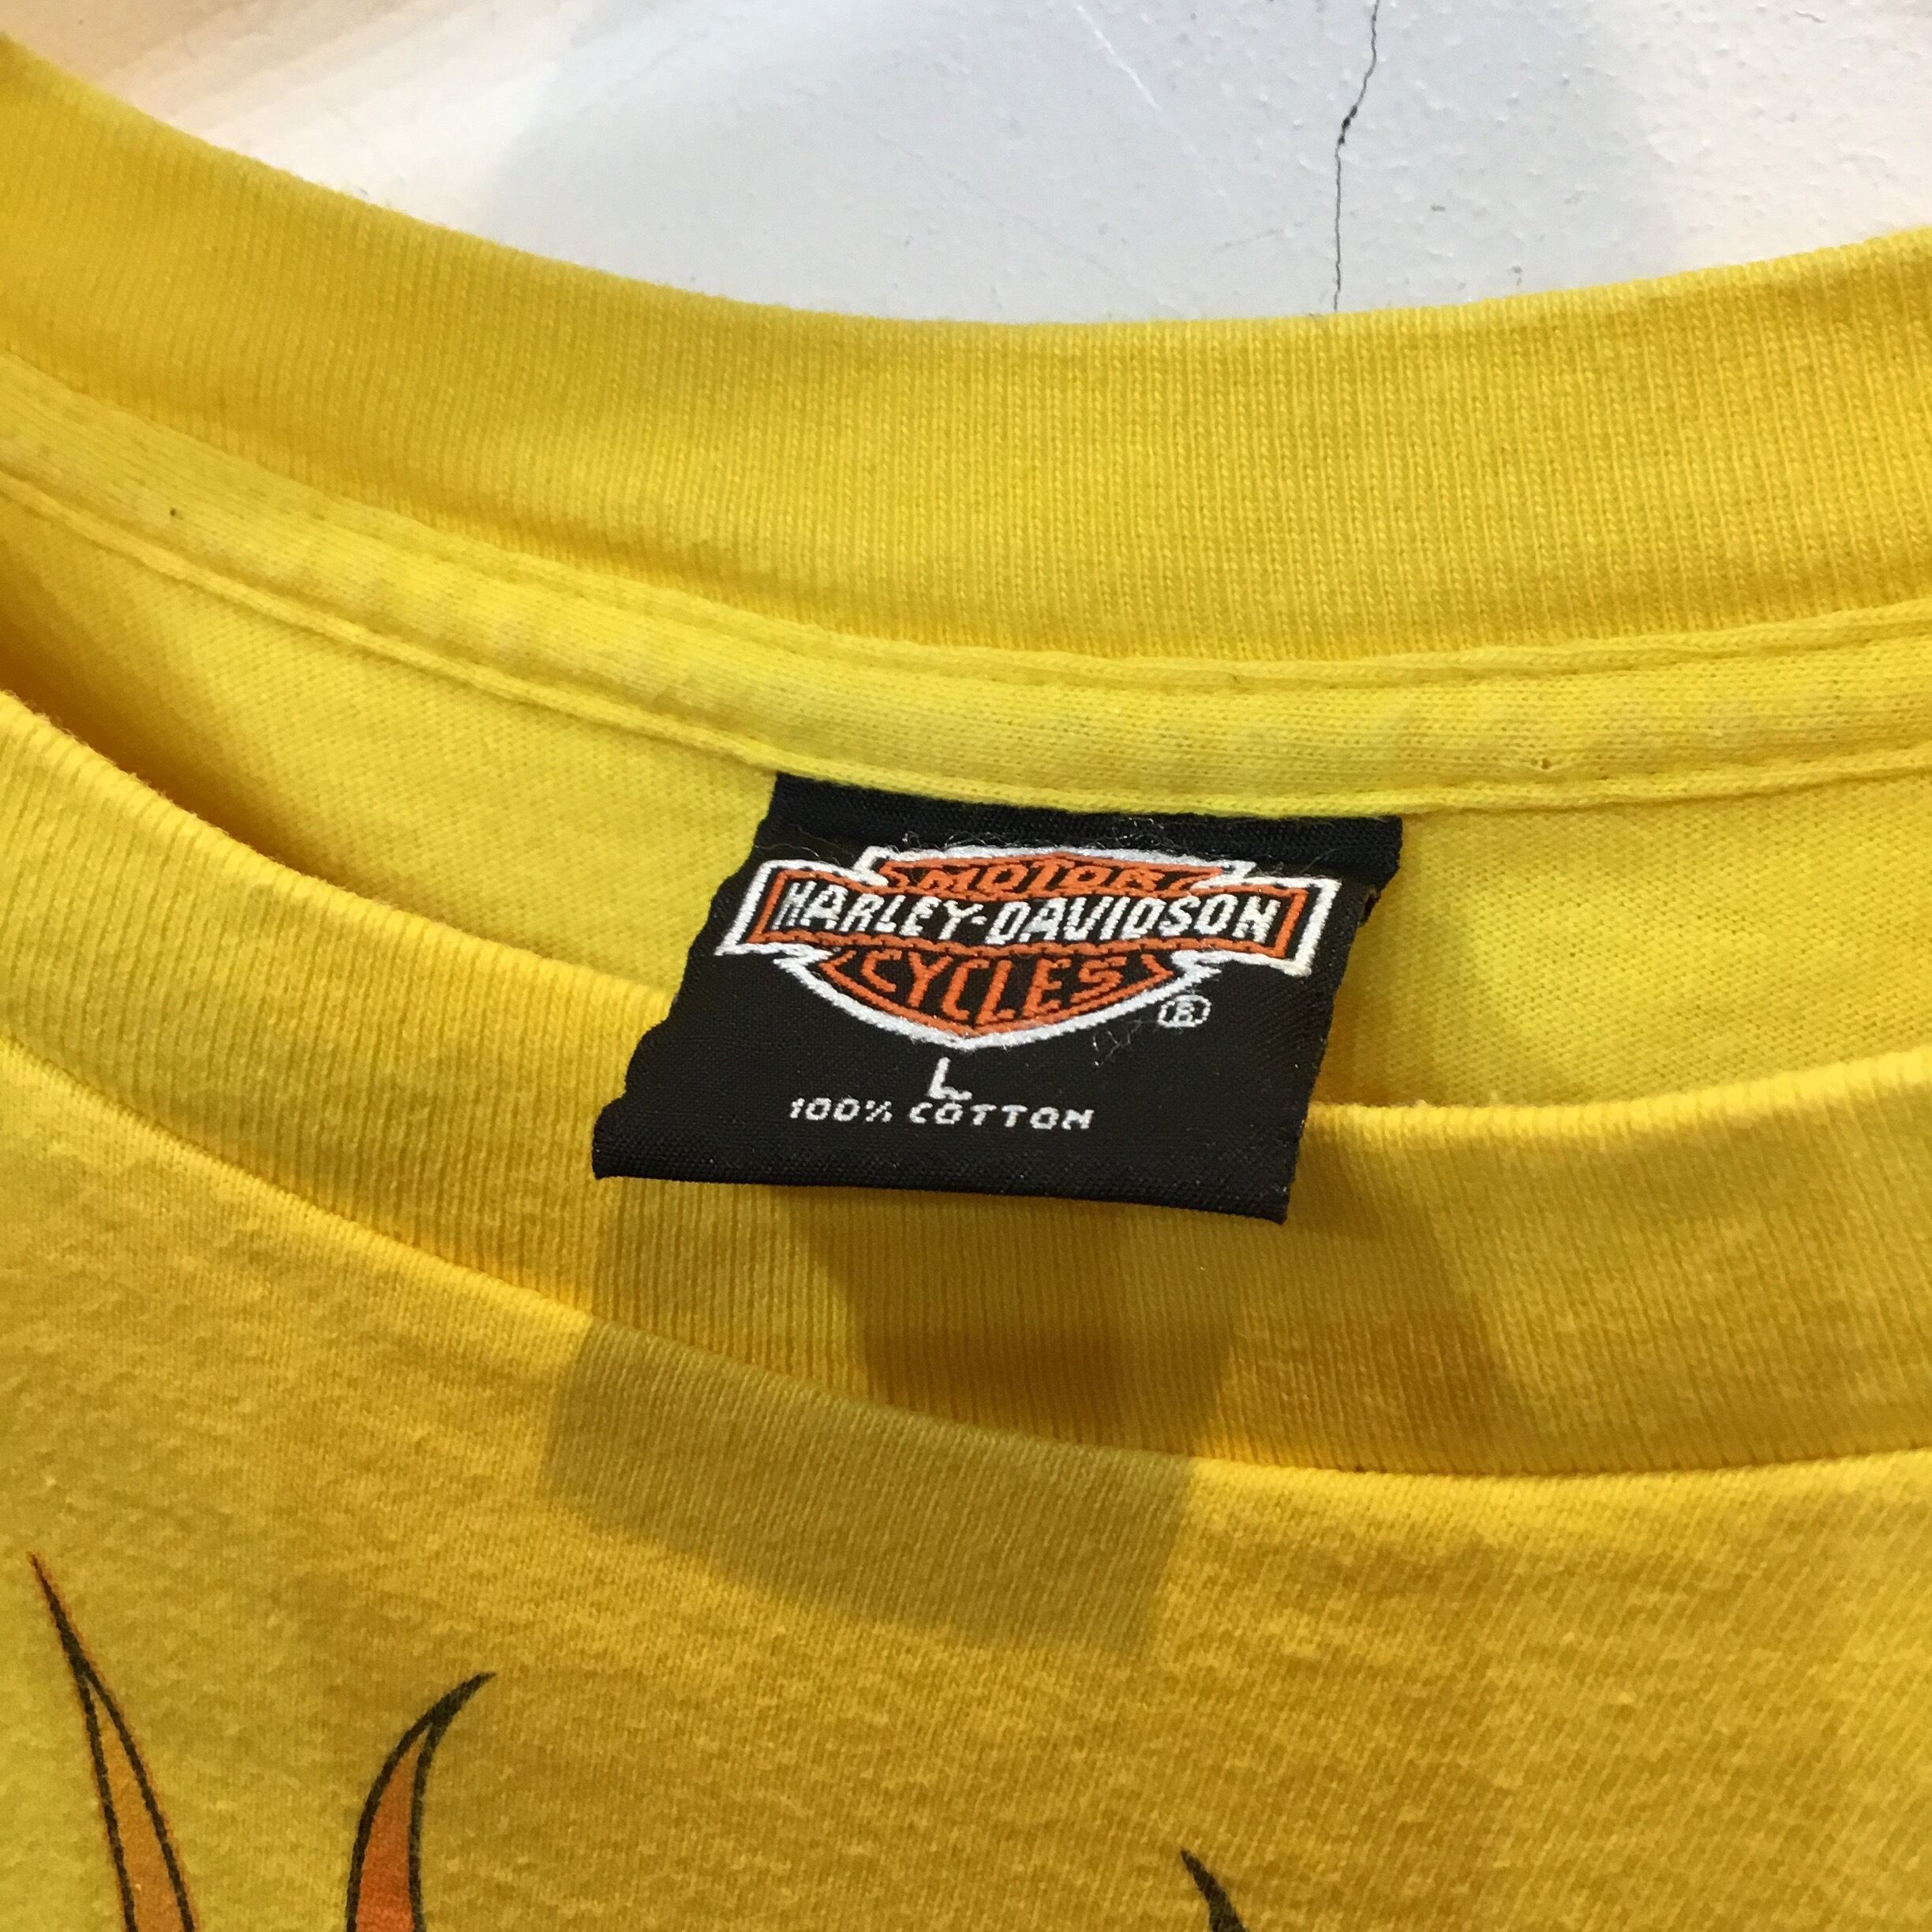 MOTOR
HARLEY-DAVIDSON
CYCLES
®
L
100% COTTON